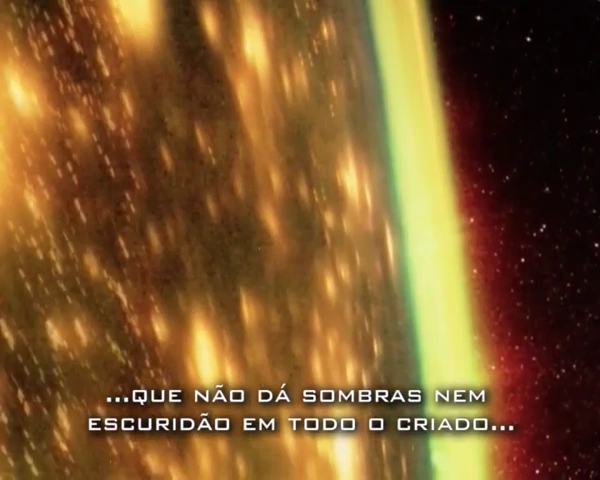 ...QUE NÃO DÁ SOMBRAS NEM
ESCURIDÃO EM TODO O CRIADO...